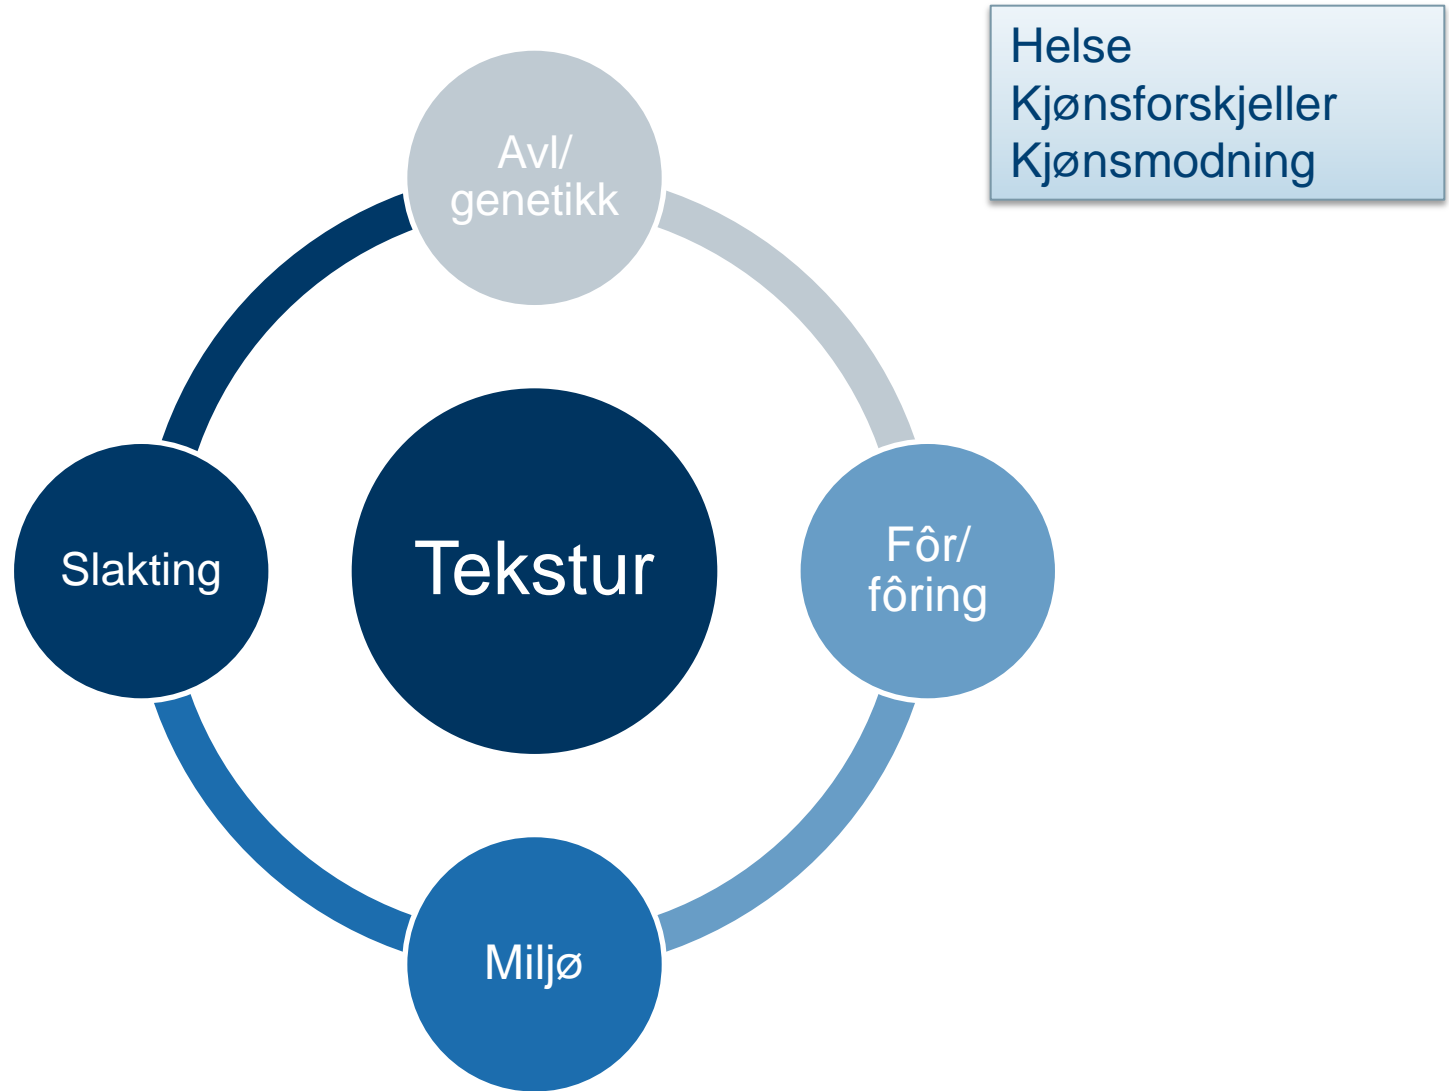 Helse
Kjønsforskjeller
Kjønsmodning
Avl/
genetikk
Fôr/
fôring
Miljø
Slakting
Tekstur